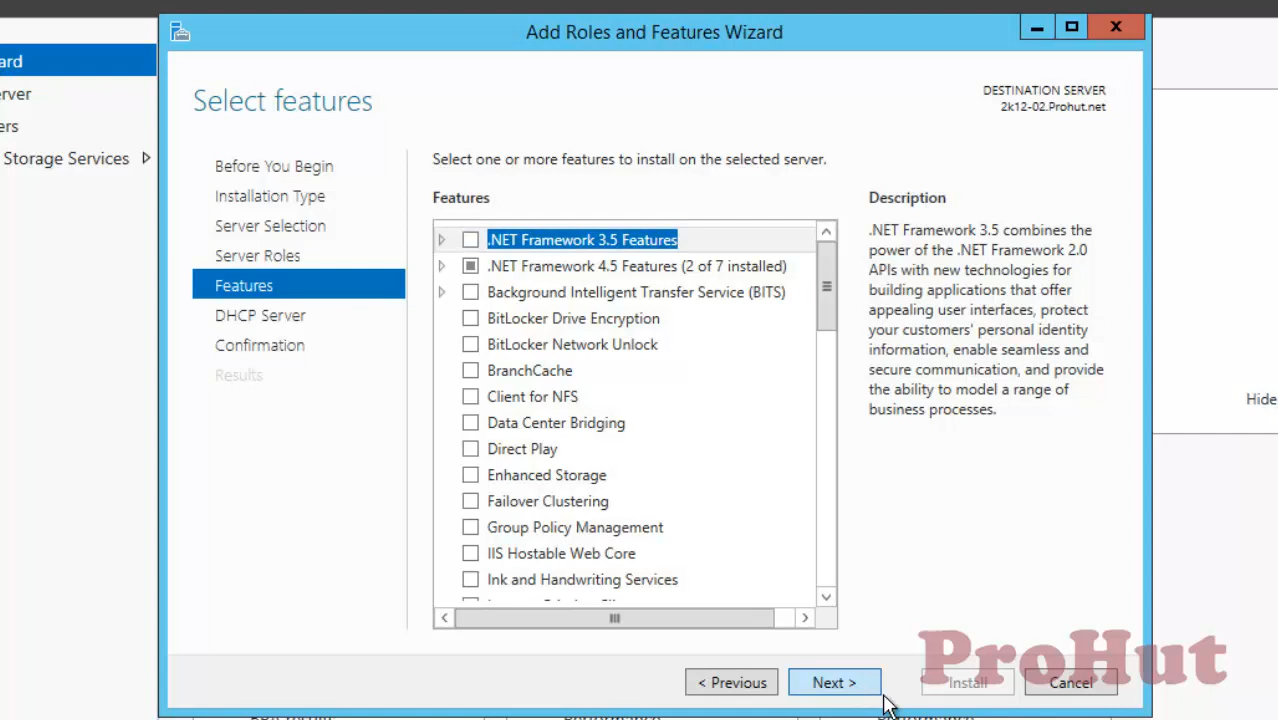 Add Roles and Features Wizard
ard
erver
ers
Storage Services
Select features
DESTINATION SERVER
2k12-02.Prohut.net
Before You Begin
Installation Type
Server Selection
Server Roles
Features
DHCP Server
Confirmation
Results
Select one or more features to install on the selected server.
Features
.NET Framework 3.5 Features
.NET Framework 4.5 Features (2 of 7 installed)
Background Intelligent Transfer Service (BITS)
BitLocker Drive Encryption
BitLocker Network Unlock
BranchCache
Client for NFS
Data Center Bridging
Direct Play
Enhanced Storage
Failover Clustering
Group Policy Management
IIS Hostable Web Core
Ink and Handwriting Services
Description
.NET Framework 3.5 combines the
power of the .NET Framework 2.0
APIs with new technologies for
building applications that offer
appealing user interfaces, protect
your customers' personal identity
information, enable seamless and
secure communication, and provide
the ability to model a range of
business processes.
Hide
ProHut
< Previous
Next >
Install
Cancel